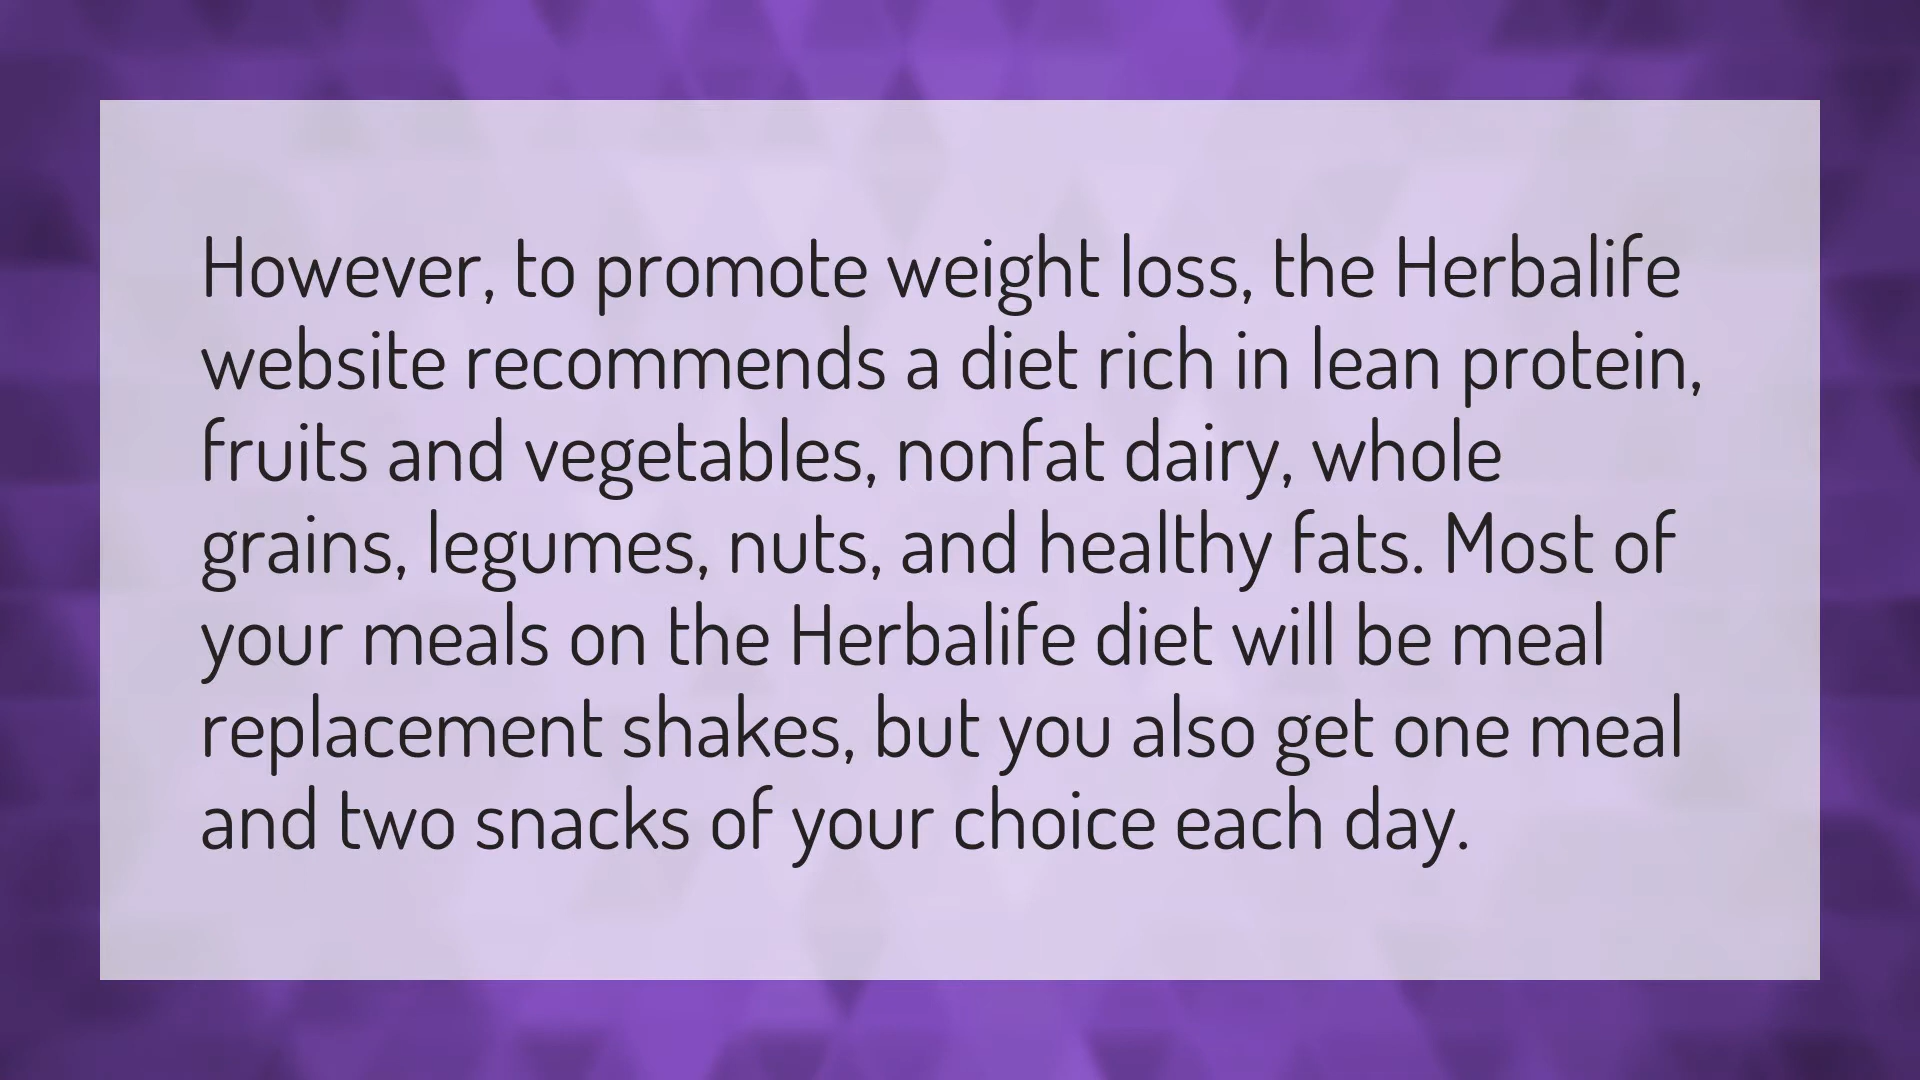 However, to promote weight loss, the Herbalife
website recommends a diet rich in lean protein,
fruits and vegetables, nonfat dairy, whole
grains, legumes, nuts, and healthy fats. Most of
your meals on the Herbalife diet will be meal
replacement shakes, but you also get one meal
and two snacks of your choice each day.